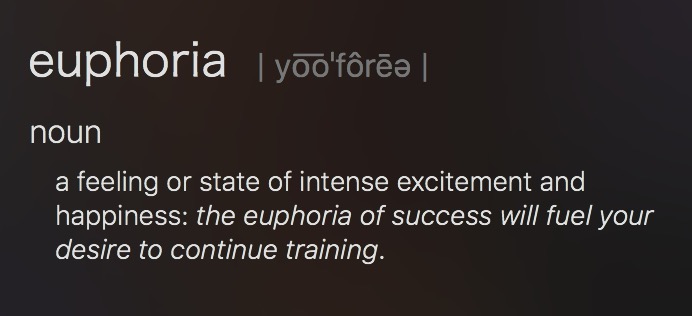 euphoria | yo͞oˈfôrēə |
noun
a feeling or state of intense excitement and
happiness: the euphoria of success will fuel your
desire to continue training.